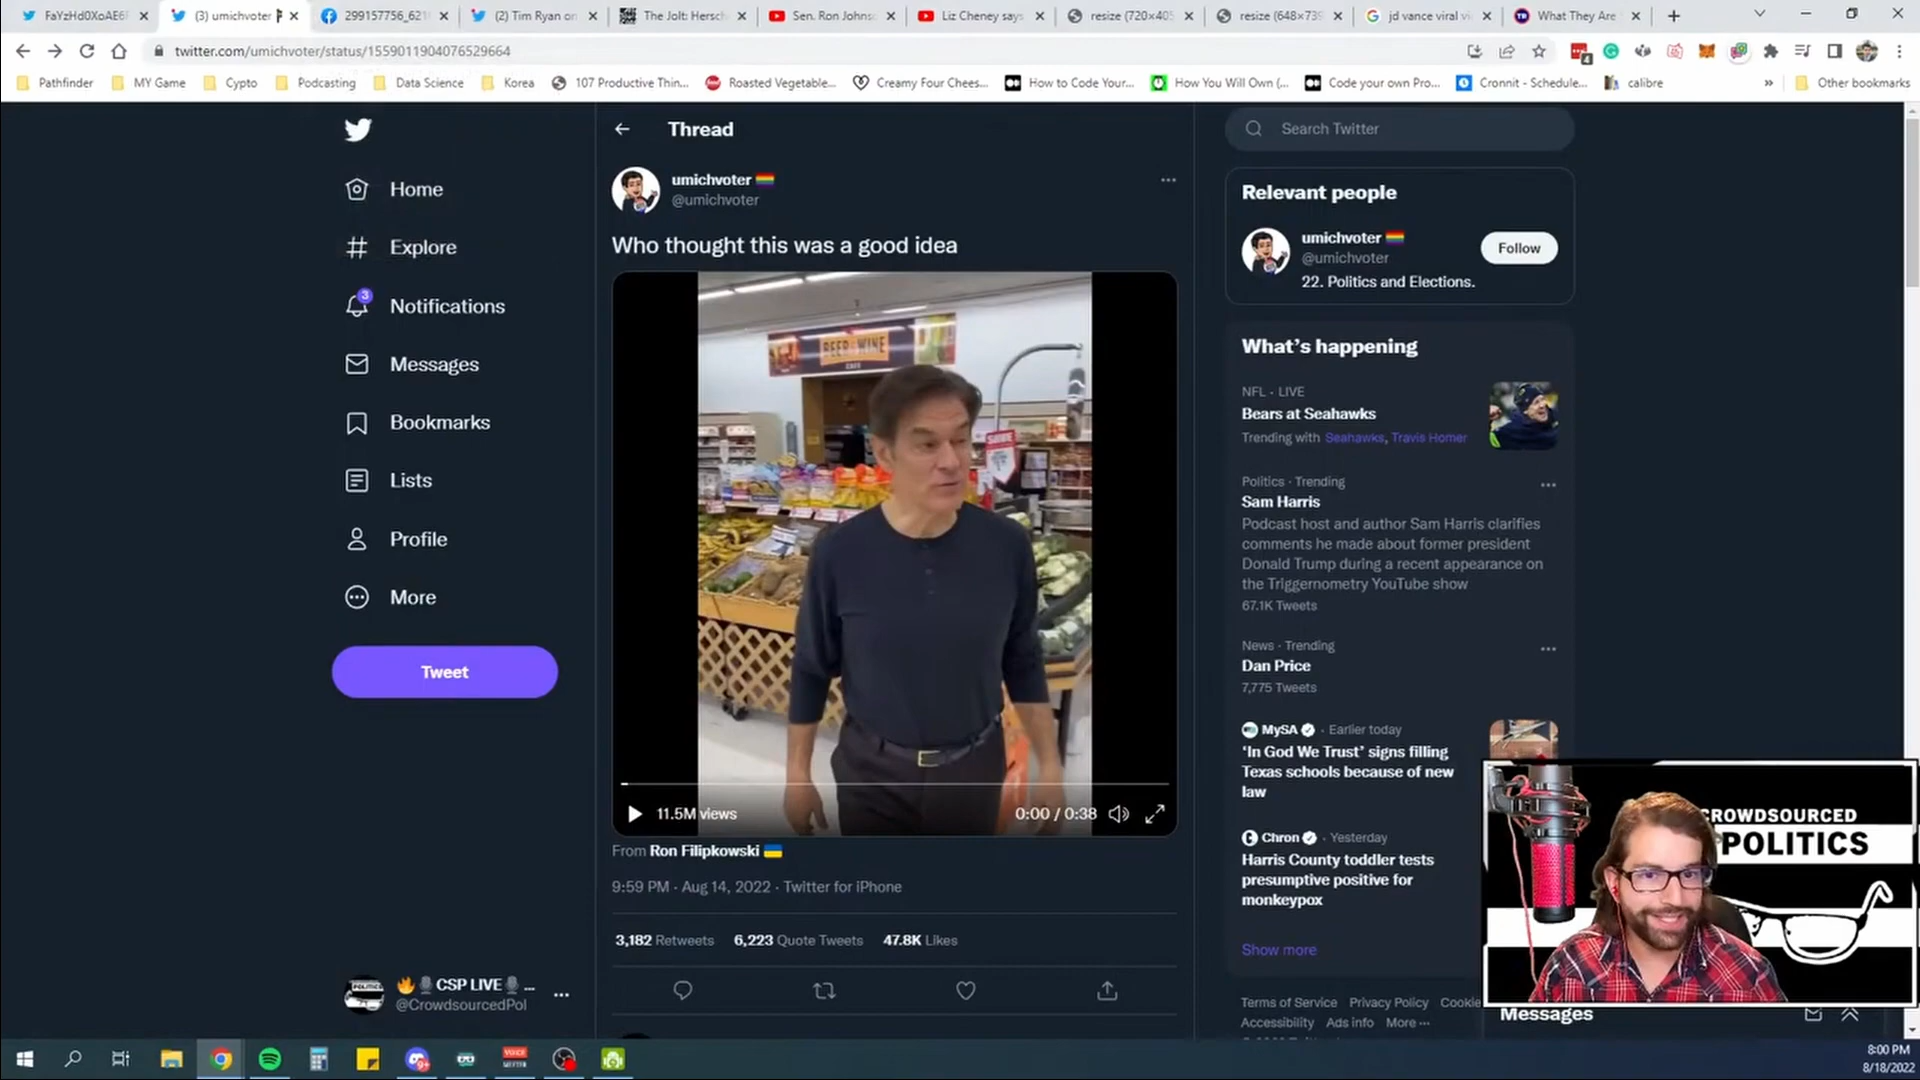 FaYzHd0XoAE6F
(3) umichvoter
299157756_621
(2) Tim Ryan on
The Jolt: Hersch
Sen. Ron Johns
Liz Cheney says
resize (720×405
resize (648×739
jd vance viral vi
What They Are
twitter.com/umichvoter/status/1559011904076529664
Pathfinder
MY Game
Cypto
Podcasting
Data Science
Korea
107 Productive Thin...
Roasted Vegetable...
Creamy Four Chees...
How to Code Your...
How You Will Own (...
Code your own Pro...
Cronnit - Schedule...
calibre
Other bookmarks
Home
Explore
3
Notifications
Messages
Bookmarks
Lists
Profile
More
Tweet
CSP LIVE ...
@CrowdsourcedPol
Thread
umichvoter
@umichvoter
Who thought this was a good idea
BEER & WINE
SAVE
11.5M views
0:00 / 0:38
From Ron Filipkowski
9:59 PM · Aug 14, 2022 · Twitter for iPhone
3,182 Retweets 6,223 Quote Tweets 47.8K Likes
Search Twitter
Relevant people
umichvoter
@umichvoter
Follow
22. Politics and Elections.
What's happening
NFL · LIVE
Bears at Seahawks
Trending with Seahawks, Travis Homer
Politics · Trending
Sam Harris
Podcast host and author Sam Harris clarifies
comments he made about former president
Donald Trump during a recent appearance on
the Triggernometry YouTube show
67.1K Tweets
News · Trending
Dan Price
7,775 Tweets
MySA · Earlier today
'In God We Trust' signs filling
Texas schools because of new
law
Chron · Yesterday
Harris County toddler tests
presumptive positive for
monkeypox
Show more
Terms of Service Privacy Policy Cookie
Accessibility Ads info More ...
Messages
CROWDSOURCED
POLITICS
8:00 PM
8/18/2022